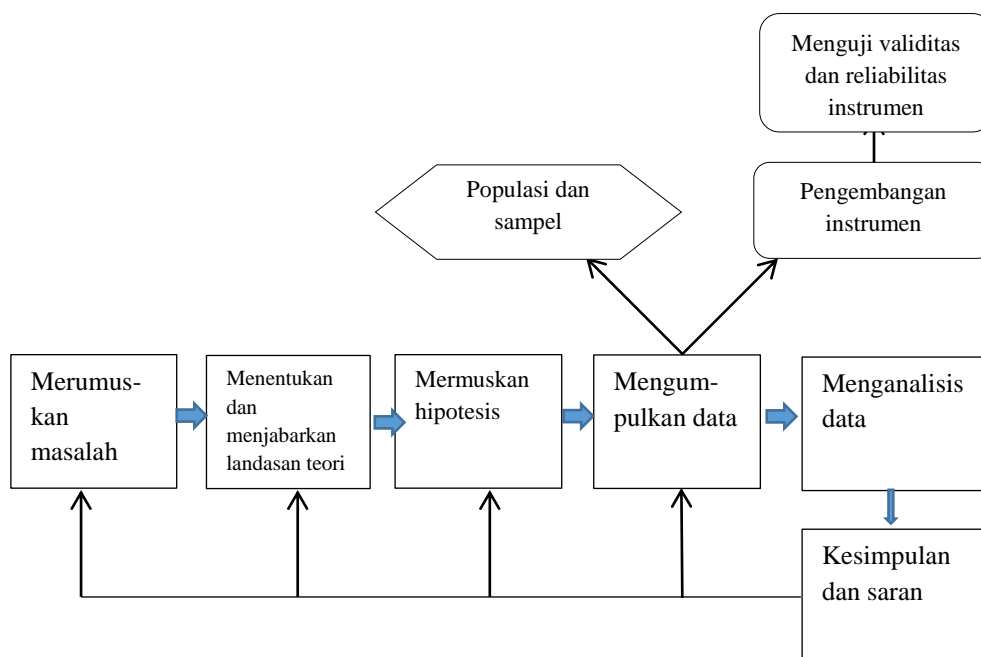 Menguji validitas
dan reliabilitas
instrumen
Populasi dan
sampel
Pengembangan
instrumen
Merumus-
kan
masalah
Menentukan
dan
menjabarkan
landasan teori
Mermuskan
hipotesis
Mengum-
pulkan data
Menganalisis
data
Kesimpulan
dan saran